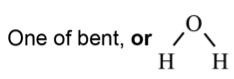 One of bent, or
O
H H